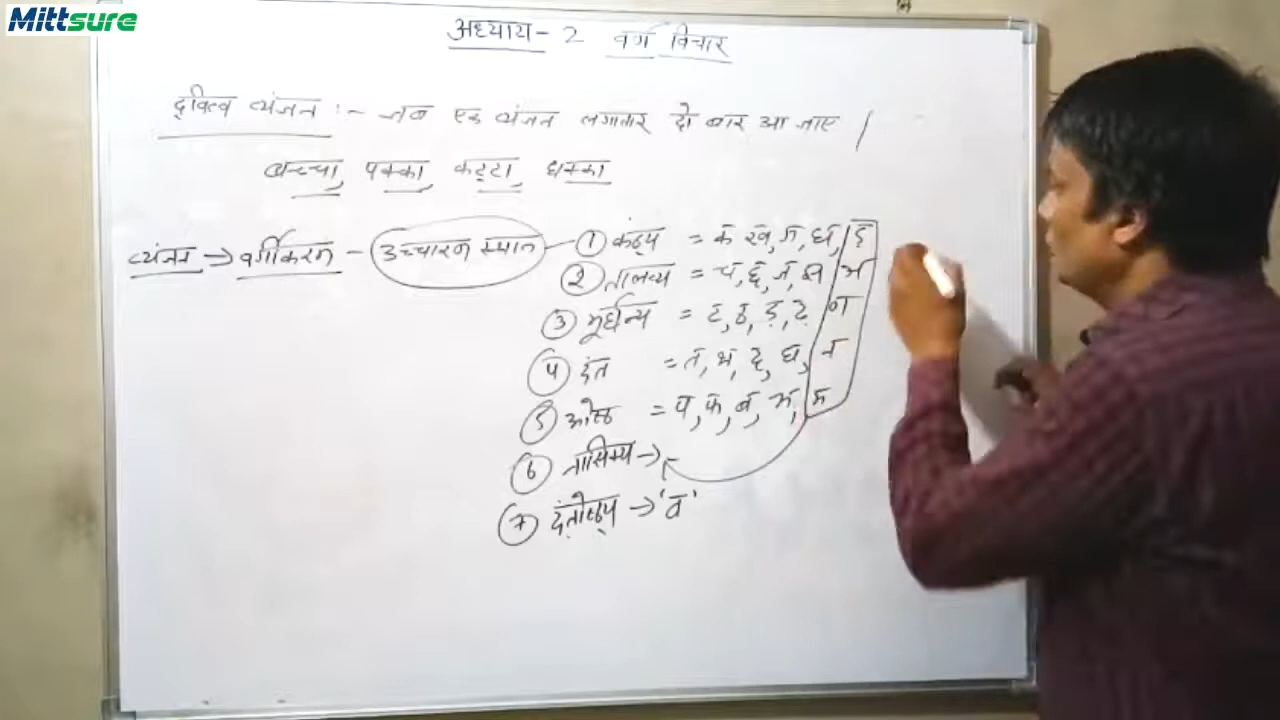 Mittsure
अध्याय - 2 वर्ण विचार
द्वित्व व्यंजन :- जब एक व्यंजन लगातार दो बार आ जाए |
बच्चा, पक्का, कट्टा, धक्का
व्यंजन → वर्गीकरण - उच्चारण स्थान - ① कंठ्य = क ख, ग, घ, ङ
② तालव्य = च, छ, ज, झ ञ
③ मूर्धन्य = ट, ठ, ड़, ढ़ ण
④ दंत = त, थ, द, ध, न
⑤ ओष्ठ = प, फ, ब, भ, म
⑥ नासिक्य →
⑦ दंतोष्ठ्य → 'व'